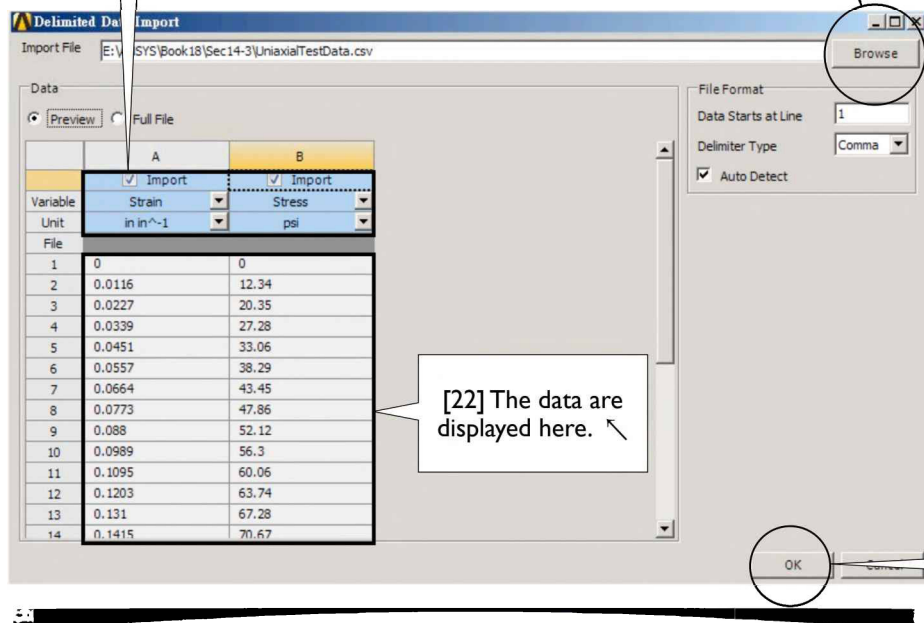 Delimited Data Import
Import File E:\ANSYS\Book18\Sec14-3\UniaxialTestData.csv Browse
Data
Preview Full File
A B
Import Import
Variable Strain Stress
Unit in in^-1 psi
File
1 0 0
2 0.0116 12.34
3 0.0227 20.35
4 0.0339 27.28
5 0.0451 33.06
6 0.0557 38.29
7 0.0664 43.45
8 0.0773 47.86
9 0.088 52.12
10 0.0989 56.3
11 0.1095 60.06
12 0.1203 63.74
13 0.131 67.28
14 0.1415 70.67
File Format
Data Starts at Line 1
Delimiter Type Comma
Auto Detect
[22] The data are
displayed here. ↖
OK Cancel